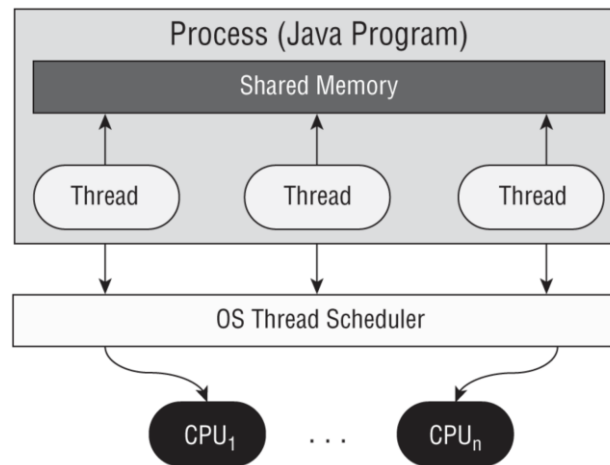 Process (Java Program)
Shared Memory
Thread Thread Thread
OS Thread Scheduler
CPU₁ . . . CPUₙ